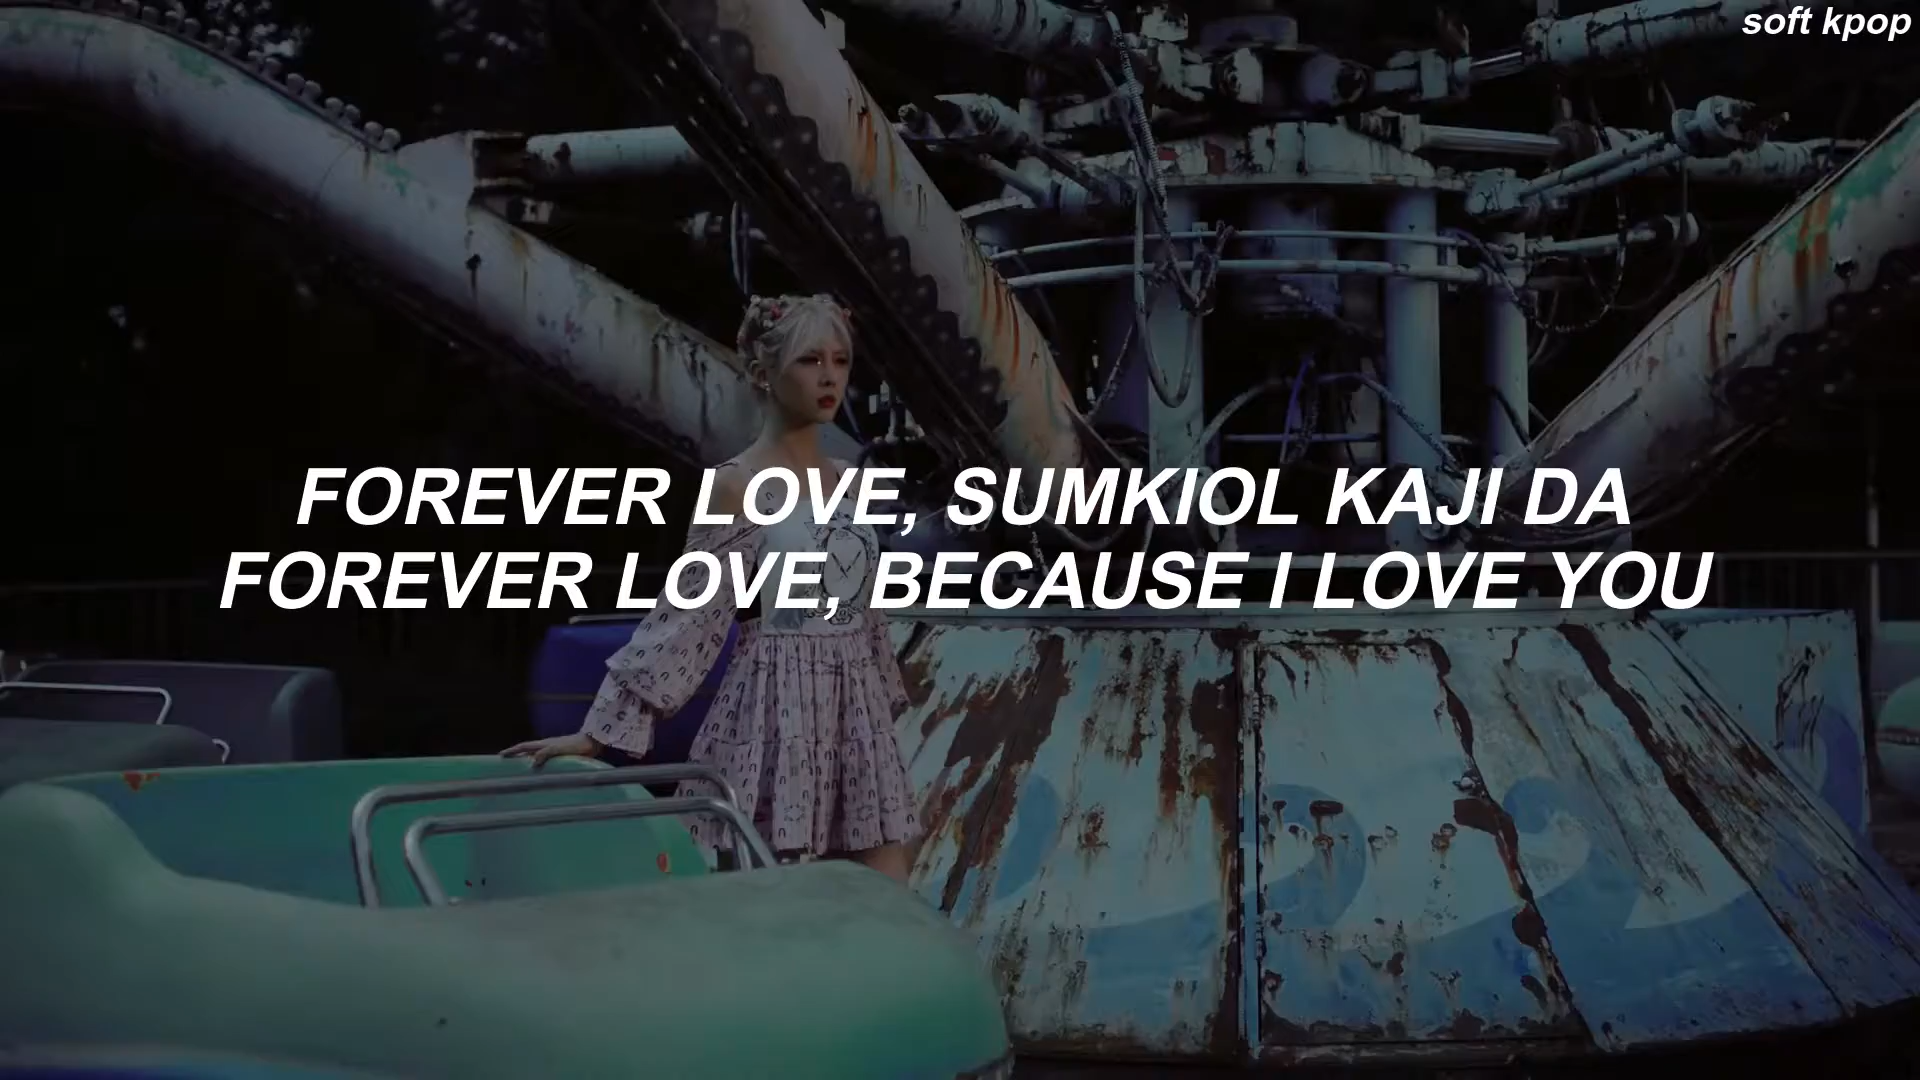 soft kpop
FOREVER LOVE, SUMKIOL KAJI DA
FOREVER LOVE, BECAUSE I LOVE YOU